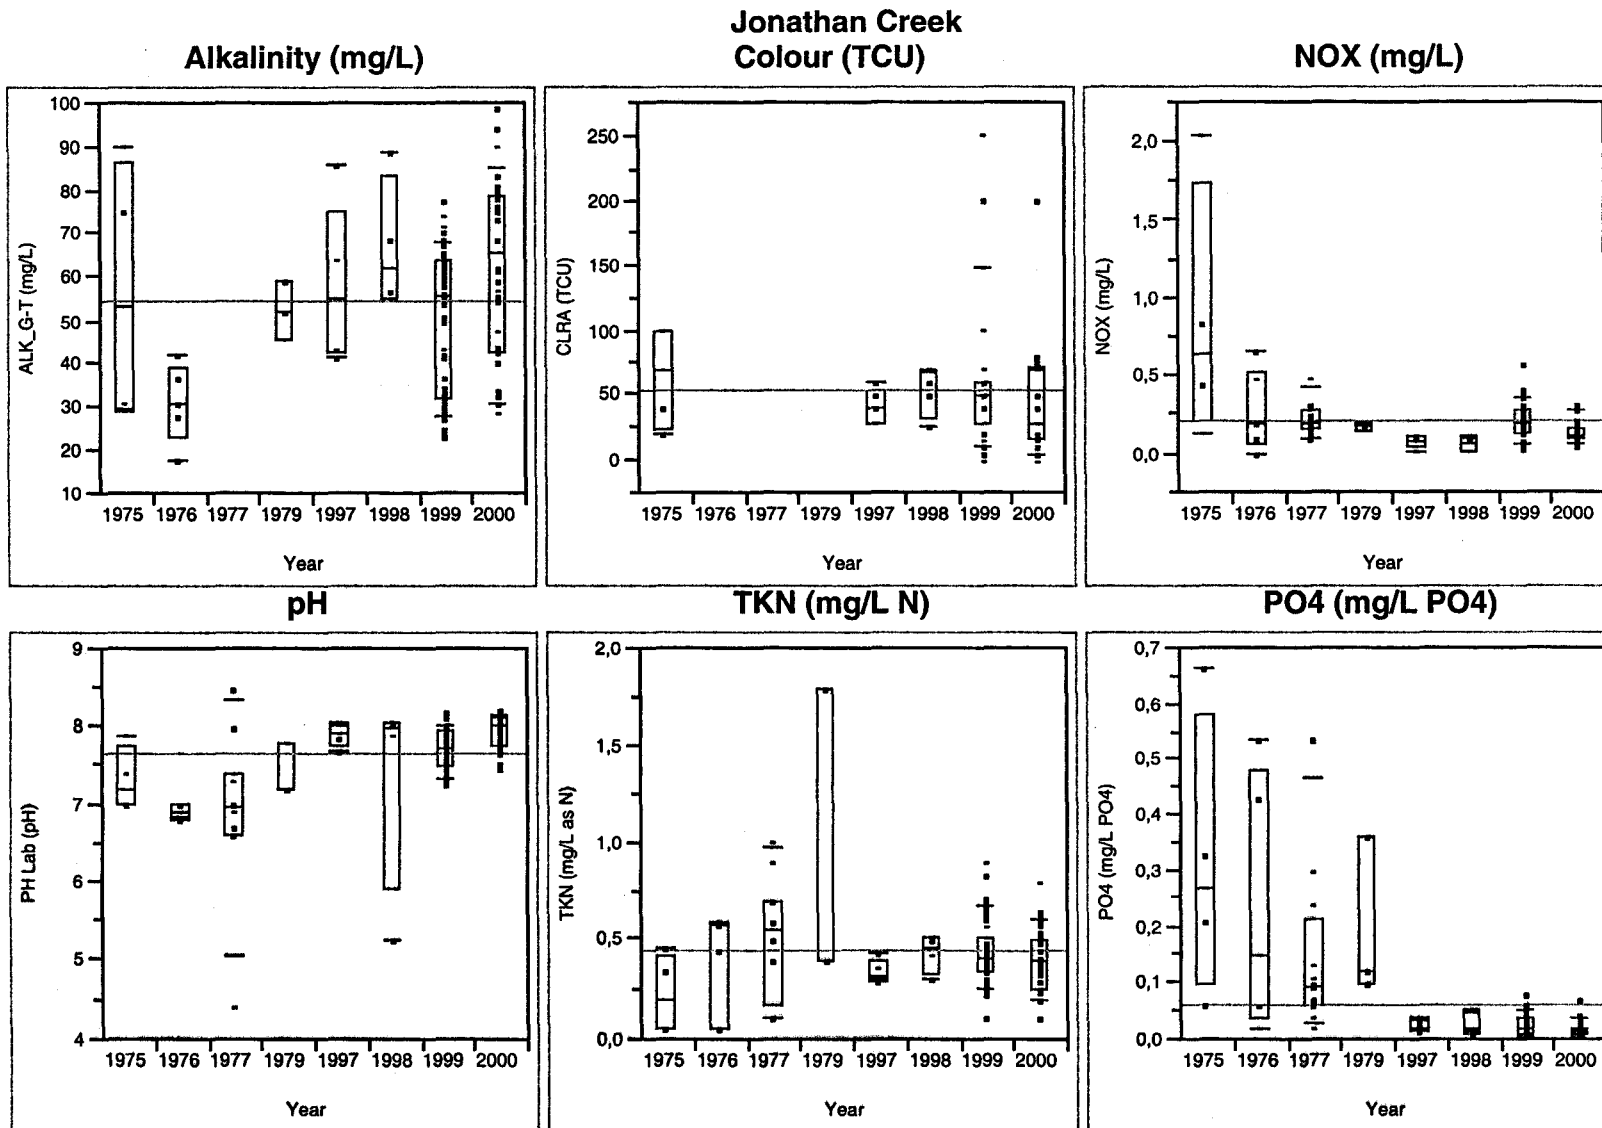 Jonathan Creek
Alkalinity (mg/L)
Colour (TCU)
NOX (mg/L)
100
90
80
70
60
50
40
30
20
10
ALK_G-T (mg/L)
1975 1976 1977 1979 1997 1998 1999 2000
Year
250
200
150
100
50
0
CLRA (TCU)
1975 1976 1977 1979 1997 1998 1999 2000
Year
2,0
1,5
1,0
0,5
0,0
NOX (mg/L)
1975 1976 1977 1979 1997 1998 1999 2000
Year
pH
TKN (mg/L N)
PO4 (mg/L PO4)
9
8
7
6
5
4
PH Lab (pH)
1975 1976 1977 1979 1997 1998 1999 2000
Year
2,0
1,5
1,0
0,5
0,0
TKN (mg/L as N)
1975 1976 1977 1979 1997 1998 1999 2000
Year
0,7
0,6
0,5
0,4
0,3
0,2
0,1
0,0
PO4 (mg/L PO4)
1975 1976 1977 1979 1997 1998 1999 2000
Year